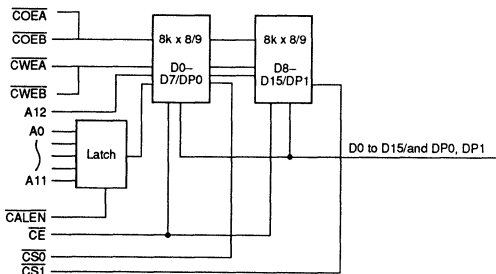 COEA
COEB
CWEA
CWEB
A12
A0
A11
CALEN
CE
CS0
CS1
Latch
8k x 8/9
D0–
D7/DP0
8k x 8/9
D8–
D15/DP1
D0 to D15/and DP0, DP1